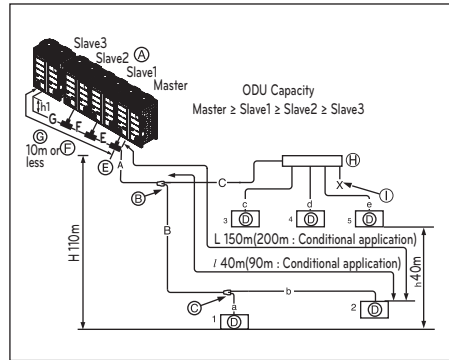 Slave3
Slave2 Ⓐ
Slave1
Master
ODU Capacity
Master ≥ Slave1 ≥ Slave2 ≥ Slave3
h1
G
F
E
Ⓖ
10m or Ⓕ
less
Ⓔ
A
Ⓗ
C
X
Ⓘ
Ⓑ
c
d
e
3 Ⓓ
4 Ⓓ
5 Ⓓ
H 110m
B
L 150m(200m : Conditional application)
l 40m(90m : Conditional application)
h 40m
b
Ⓒ
a
1 Ⓓ
2 Ⓓ